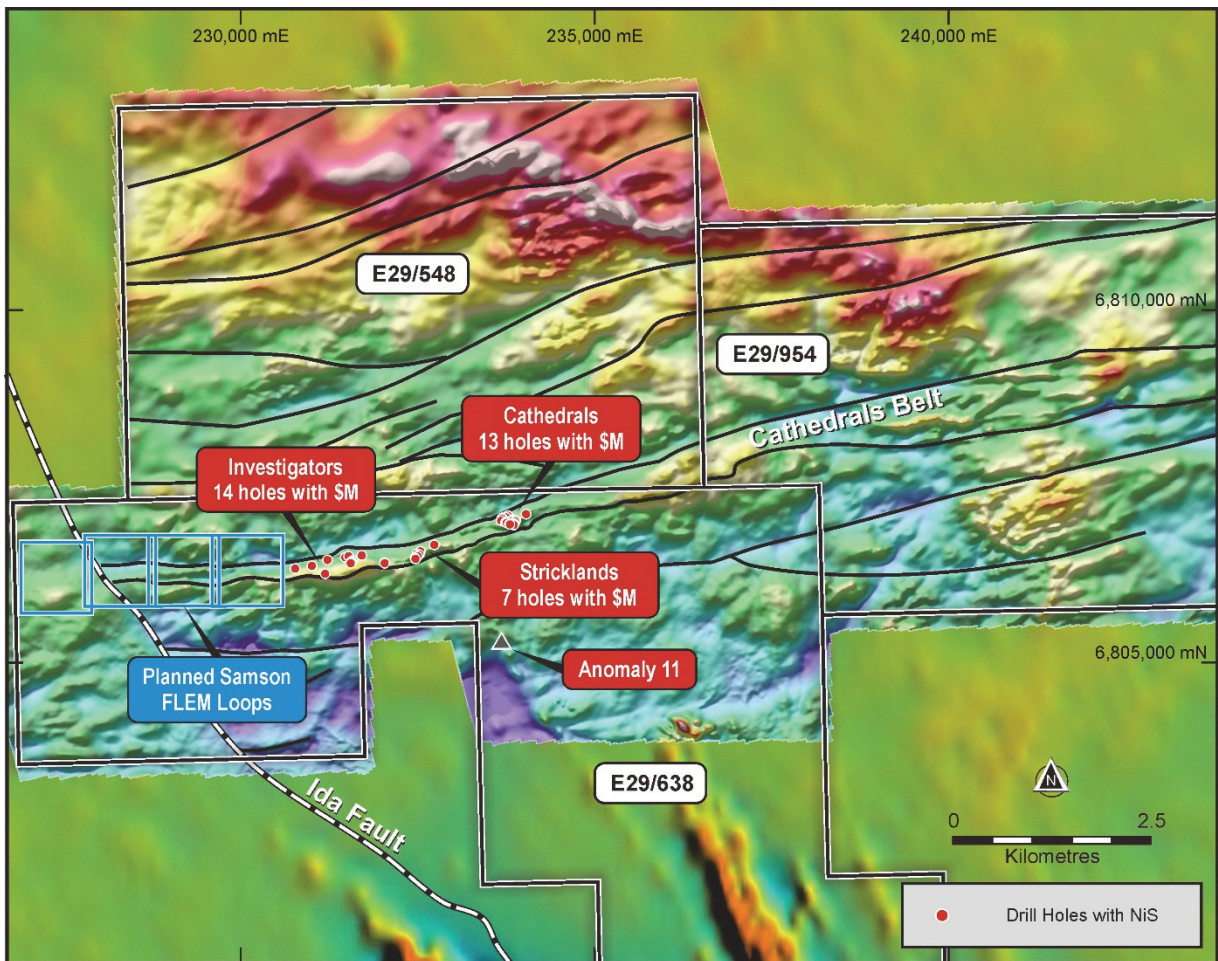 230,000 mE
235,000 mE
240,000 mE
E29/548
6,810,000 mN
E29/954
Cathedrals Belt
Cathedrals
13 holes with $M
Investigators
14 holes with $M
Stricklands
7 holes with $M
Anomaly 11
6,805,000 mN
Planned Samson
FLEM Loops
E29/638
Ida Fault
N
0
2.5
Kilometres
Drill Holes with NiS